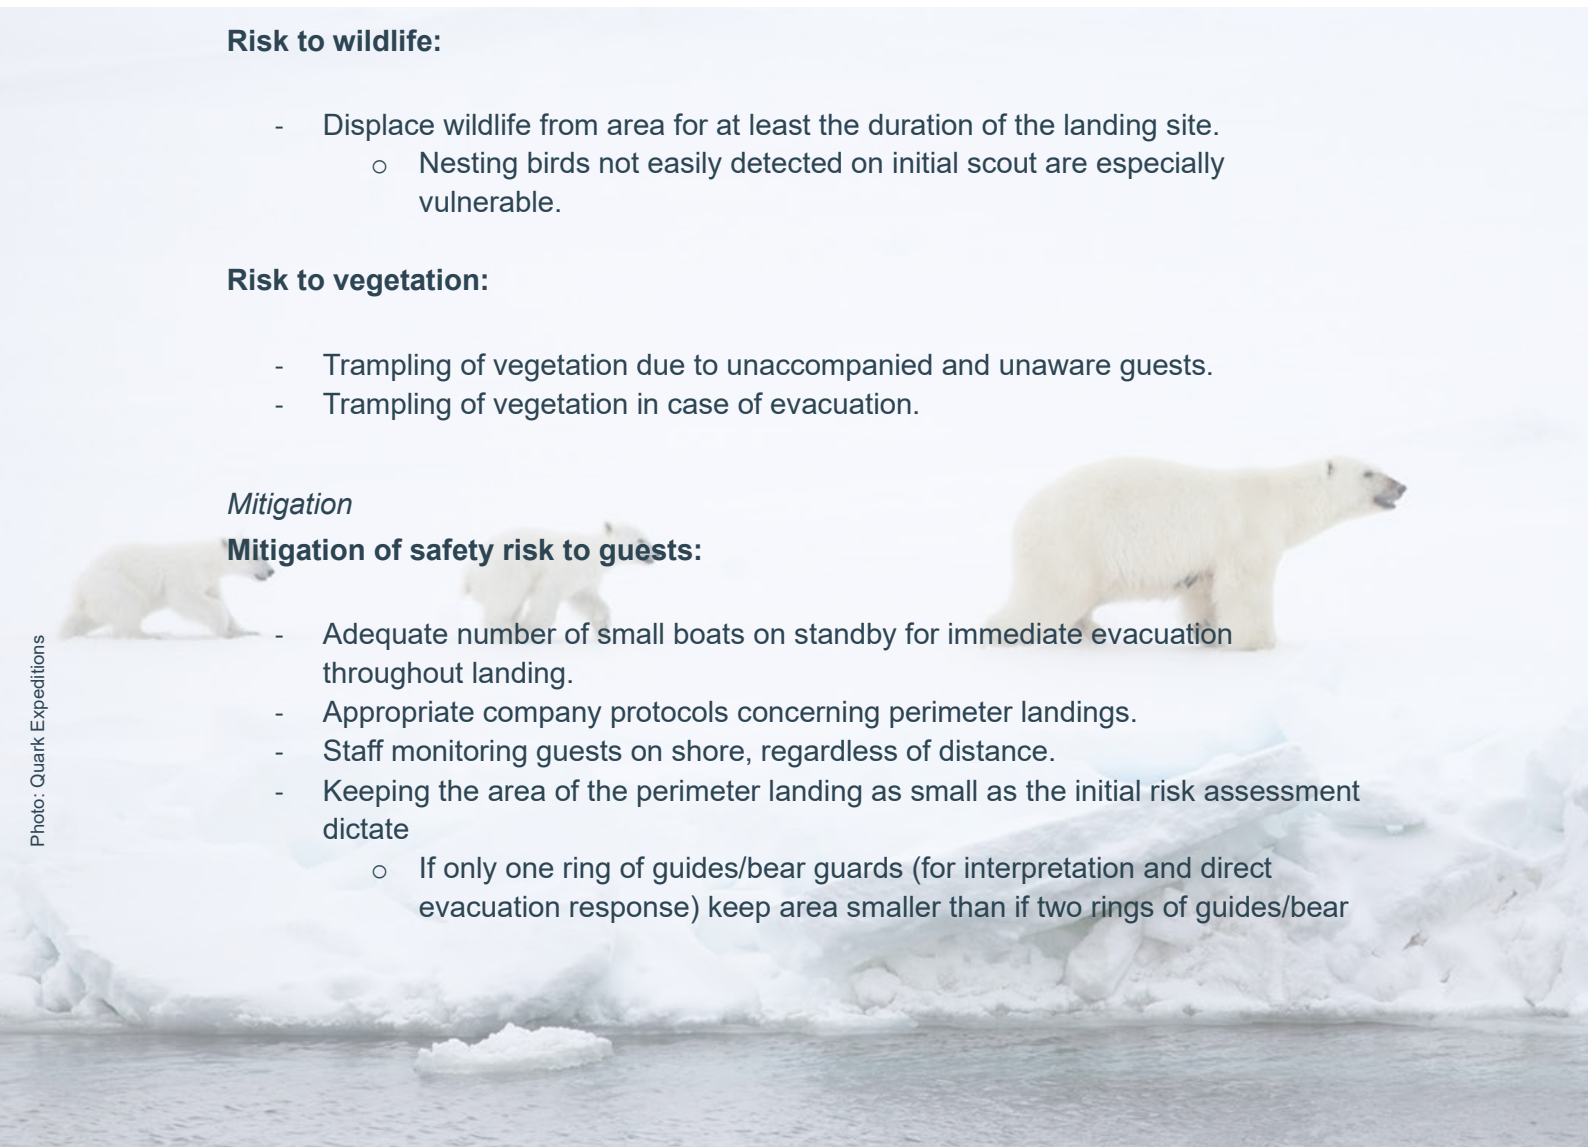 Risk to wildlife:
- Displace wildlife from area for at least the duration of the landing site.
o Nesting birds not easily detected on initial scout are especially
vulnerable.
Risk to vegetation:
- Trampling of vegetation due to unaccompanied and unaware guests.
- Trampling of vegetation in case of evacuation.
Mitigation
Mitigation of safety risk to guests:
- Adequate number of small boats on standby for immediate evacuation
throughout landing.
- Appropriate company protocols concerning perimeter landings.
- Staff monitoring guests on shore, regardless of distance.
- Keeping the area of the perimeter landing as small as the initial risk assessment
dictate
o If only one ring of guides/bear guards (for interpretation and direct
evacuation response) keep area smaller than if two rings of guides/bear
Photo: Quark Expeditions